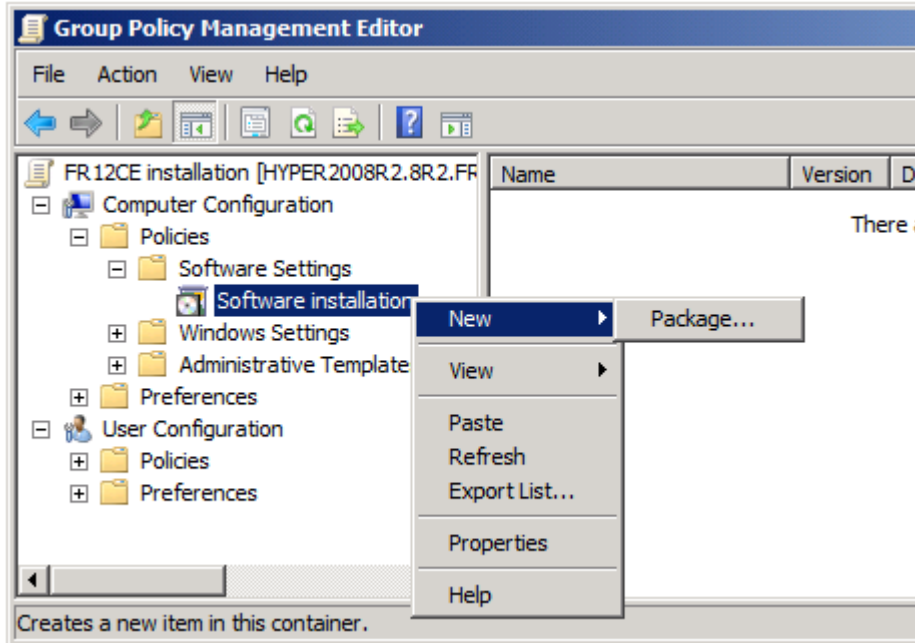 Group Policy Management Editor
File Action View Help
FR12CE installation [HYPER2008R2.8R2.FR
Name Version D
Computer Configuration
There
Policies
Software Settings
Software installation
New Package...
Windows Settings
Administrative Template
View
Preferences
Paste
User Configuration
Refresh
Policies
Export List...
Preferences
Properties
Help
Creates a new item in this container.